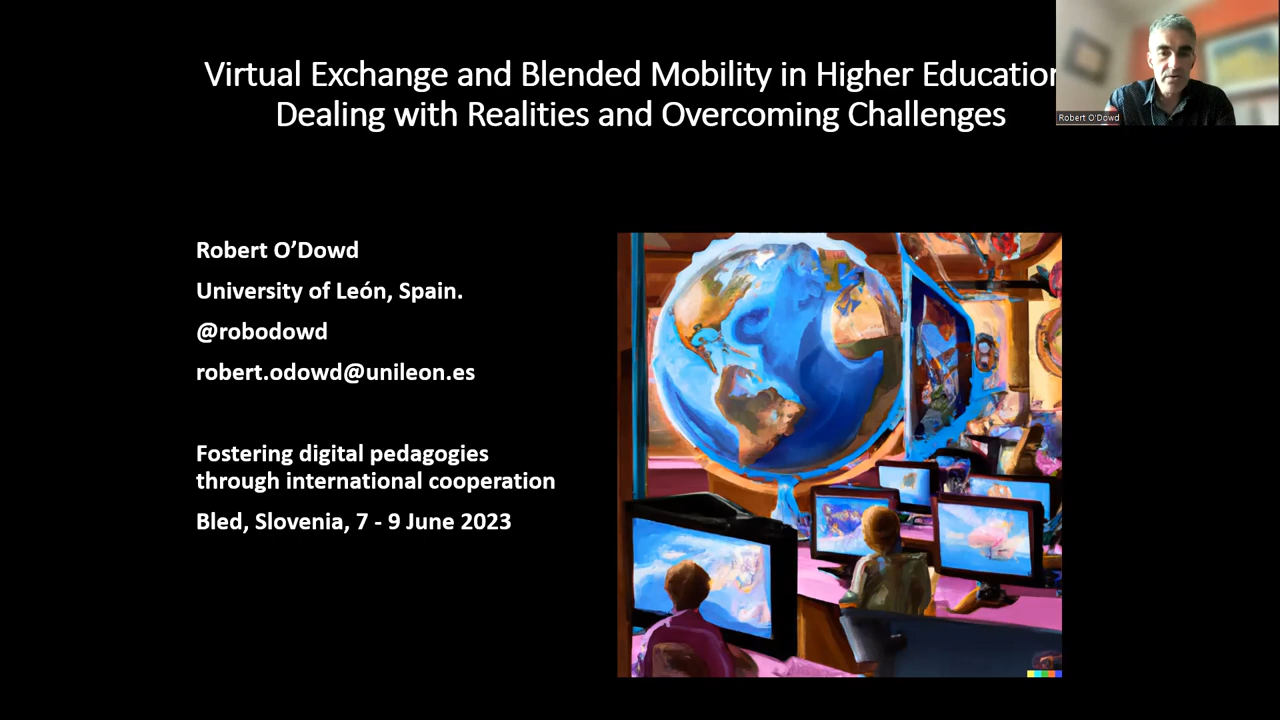 Virtual Exchange and Blended Mobility in Higher Education
Dealing with Realities and Overcoming Challenges
Robert O'Dowd
Robert O’Dowd
University of León, Spain.
@robodowd
robert.odowd@unileon.es
Fostering digital pedagogies
through international cooperation
Bled, Slovenia, 7 - 9 June 2023